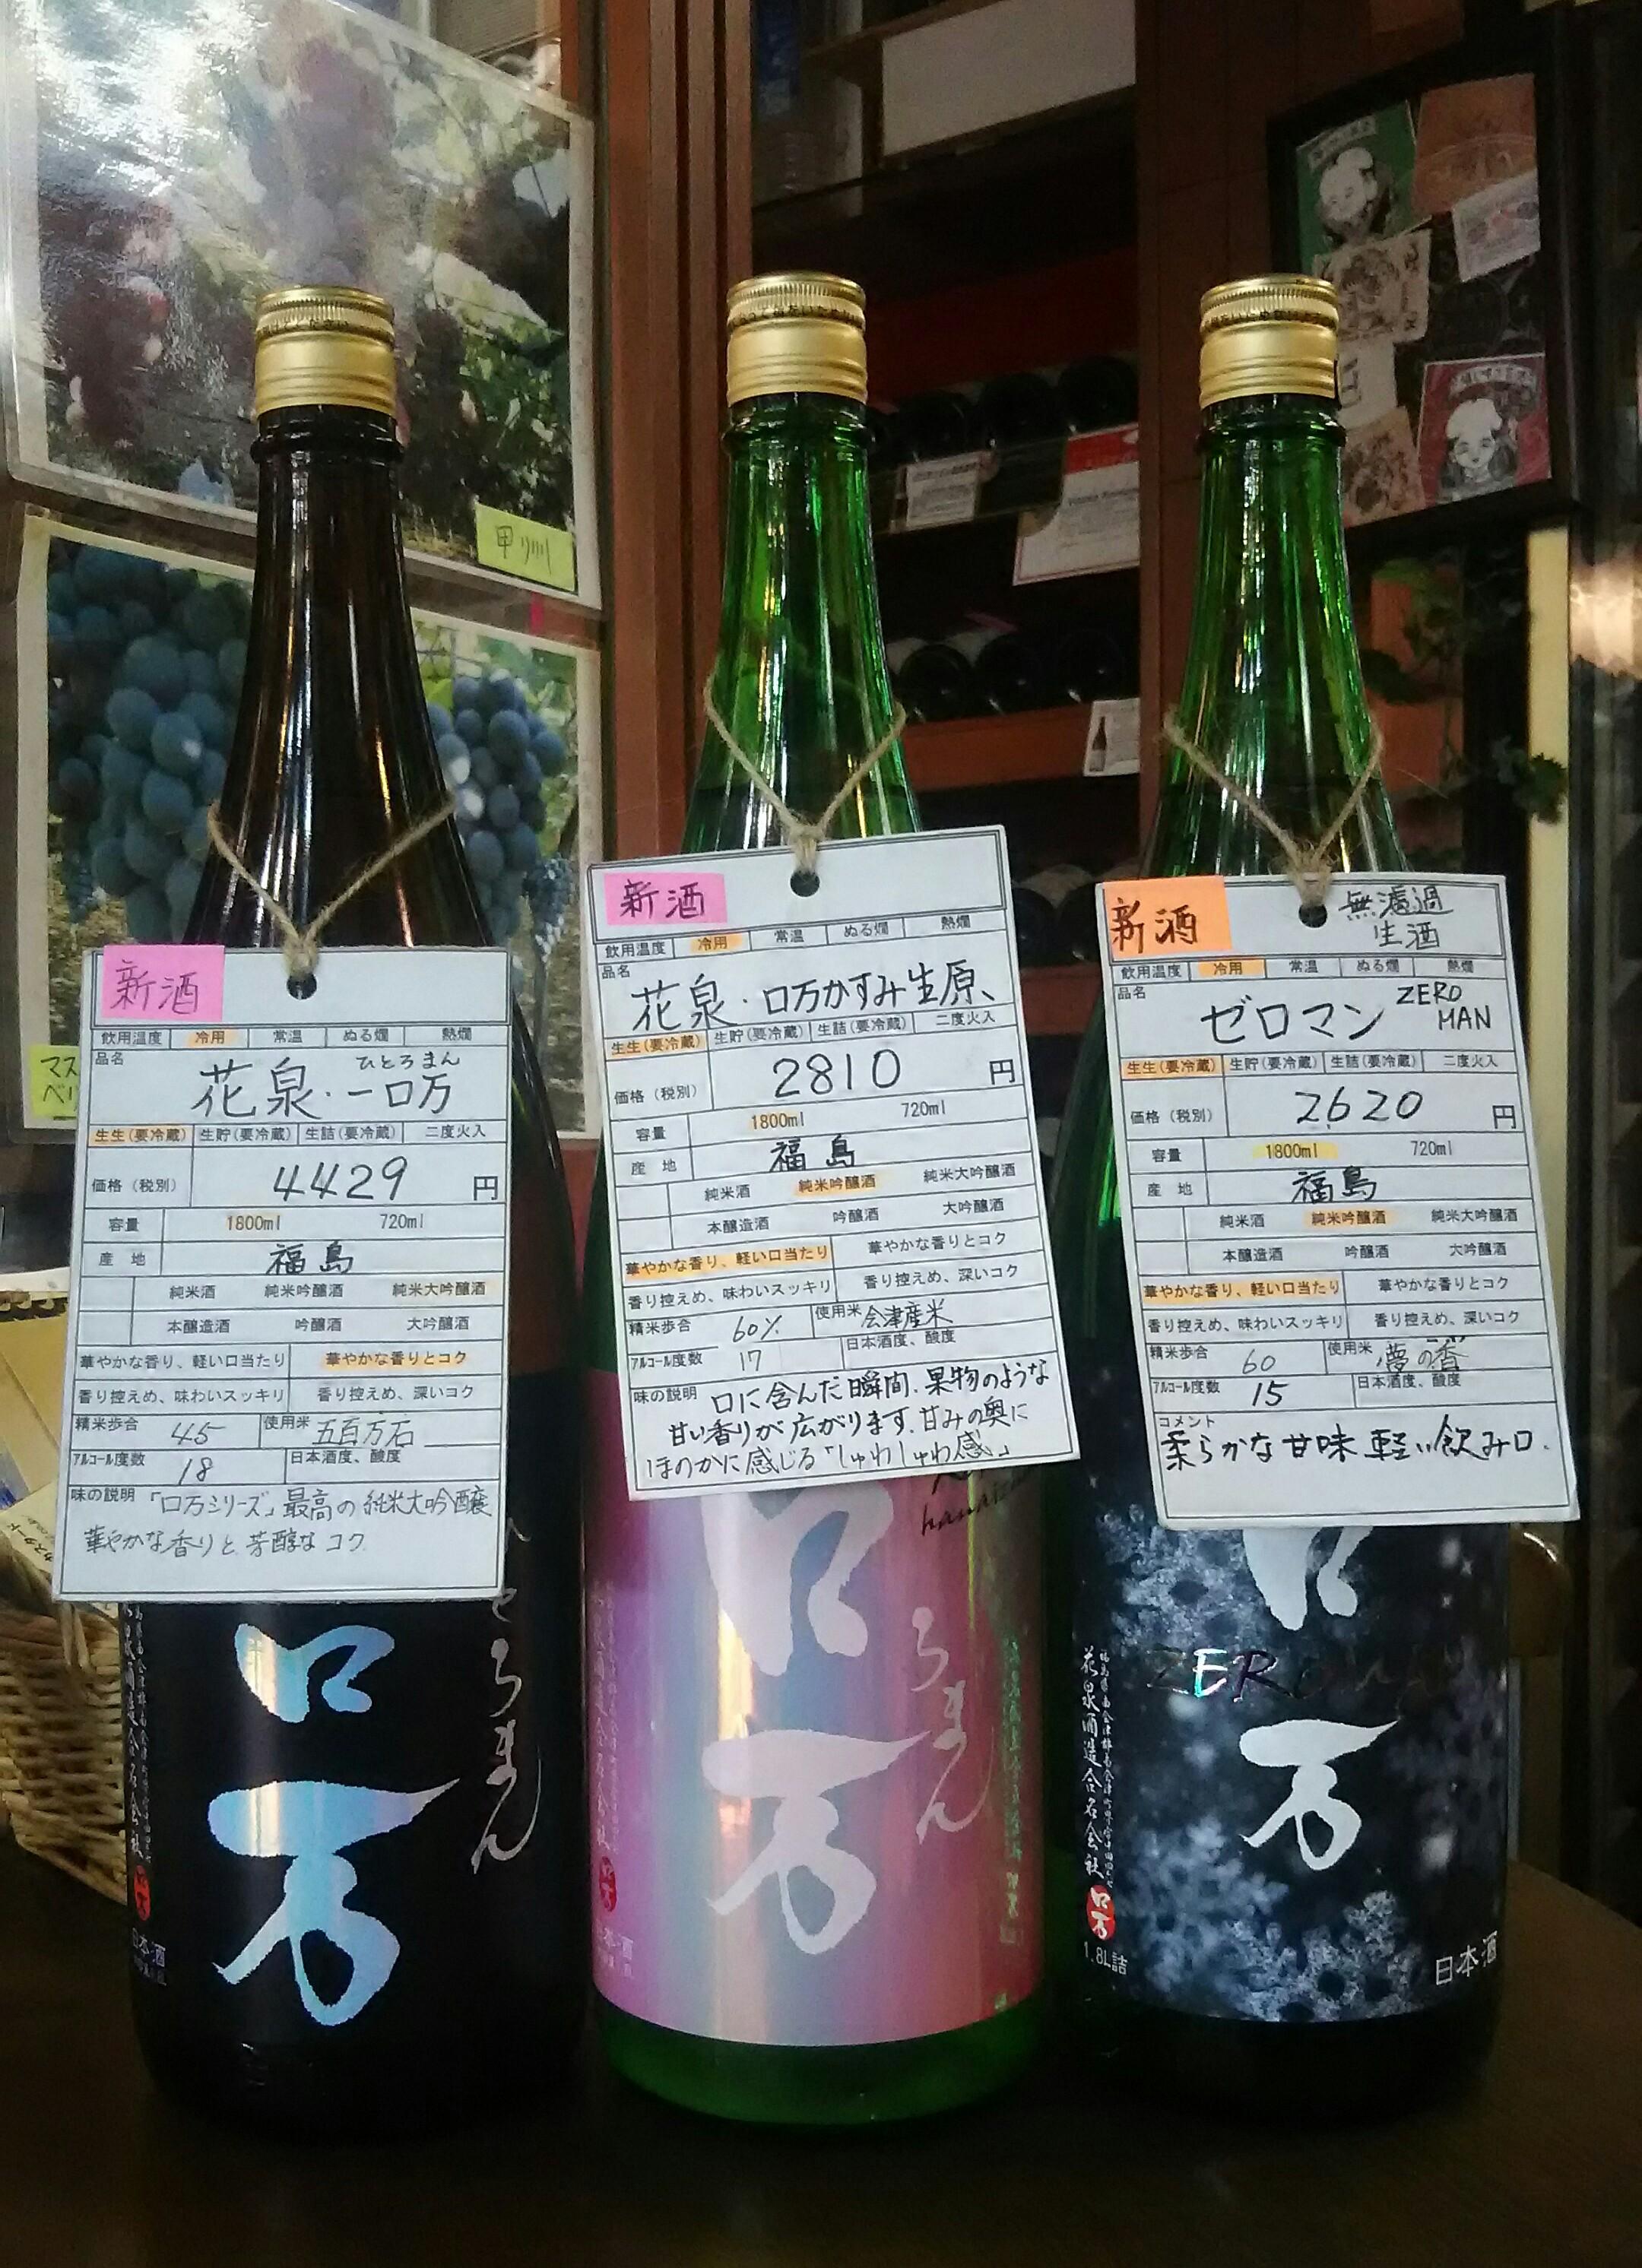 甲州
新酒
飲用温度 冷用 常温 ぬる燗 熱燗
品名
ひとろまん
花泉・一口万
生生(要冷蔵) 生貯(要冷蔵) 生詰(要冷蔵) 二度火入
価格(税別) 4429 円
容量 1800ml 720ml
産地 福島
純米酒 純米吟醸酒 純米大吟醸酒
本醸造酒 吟醸酒 大吟醸酒
華やかな香り、軽い口当たり 華やかな香りとコク
香り控えめ、味わいスッキリ 香り控えめ、深いコク
精米歩合 45 使用米 五百万石
アルコール度数 18 日本酒度、酸度
味の説明 「口万シリーズ」最高の純米大吟醸
華やかな香りと芳醇なコク
口万
ろまん
日本酒
新酒
飲用温度 冷用 常温 ぬる燗 熱燗
品名
花泉・口万かすみ生原、
生生(要冷蔵) 生貯(要冷蔵) 生詰(要冷蔵) 二度火入
価格(税別) 2810 円
容量 1800ml 720ml
産地 福島
純米酒 純米吟醸酒 純米大吟醸酒
本醸造酒 吟醸酒 大吟醸酒
華やかな香り、軽い口当たり 華やかな香りとコク
香り控えめ、味わいスッキリ 香り控えめ、深いコク
精米歩合 60% 使用米 会津産米
アルコール度数 17 日本酒度、酸度
味の説明 口に含んだ瞬間、果物のような
甘い香りが広がります。甘みの奥に
ほのかに感じる「しゅわしゅわ感」
口万
ろまん
新酒
無濾過
生酒
飲用温度 冷用 常温 ぬる燗 熱燗
品名
ゼロマン ZERO MAN
生生(要冷蔵) 生貯(要冷蔵) 生詰(要冷蔵) 二度火入
価格(税別) 2620 円
容量 1800ml 720ml
産地 福島
純米酒 純米吟醸酒 純米大吟醸酒
本醸造酒 吟醸酒 大吟醸酒
華やかな香り、軽い口当たり 華やかな香りとコク
香り控えめ、味わいスッキリ 香り控えめ、深いコク
精米歩合 60 使用米 夢の香
アルコール度数 15 日本酒度、酸度
コメント
柔らかな甘味 軽い飲み口.
口万
ZERO
花泉酒造合名会社
口万
1.8L詰
日本酒